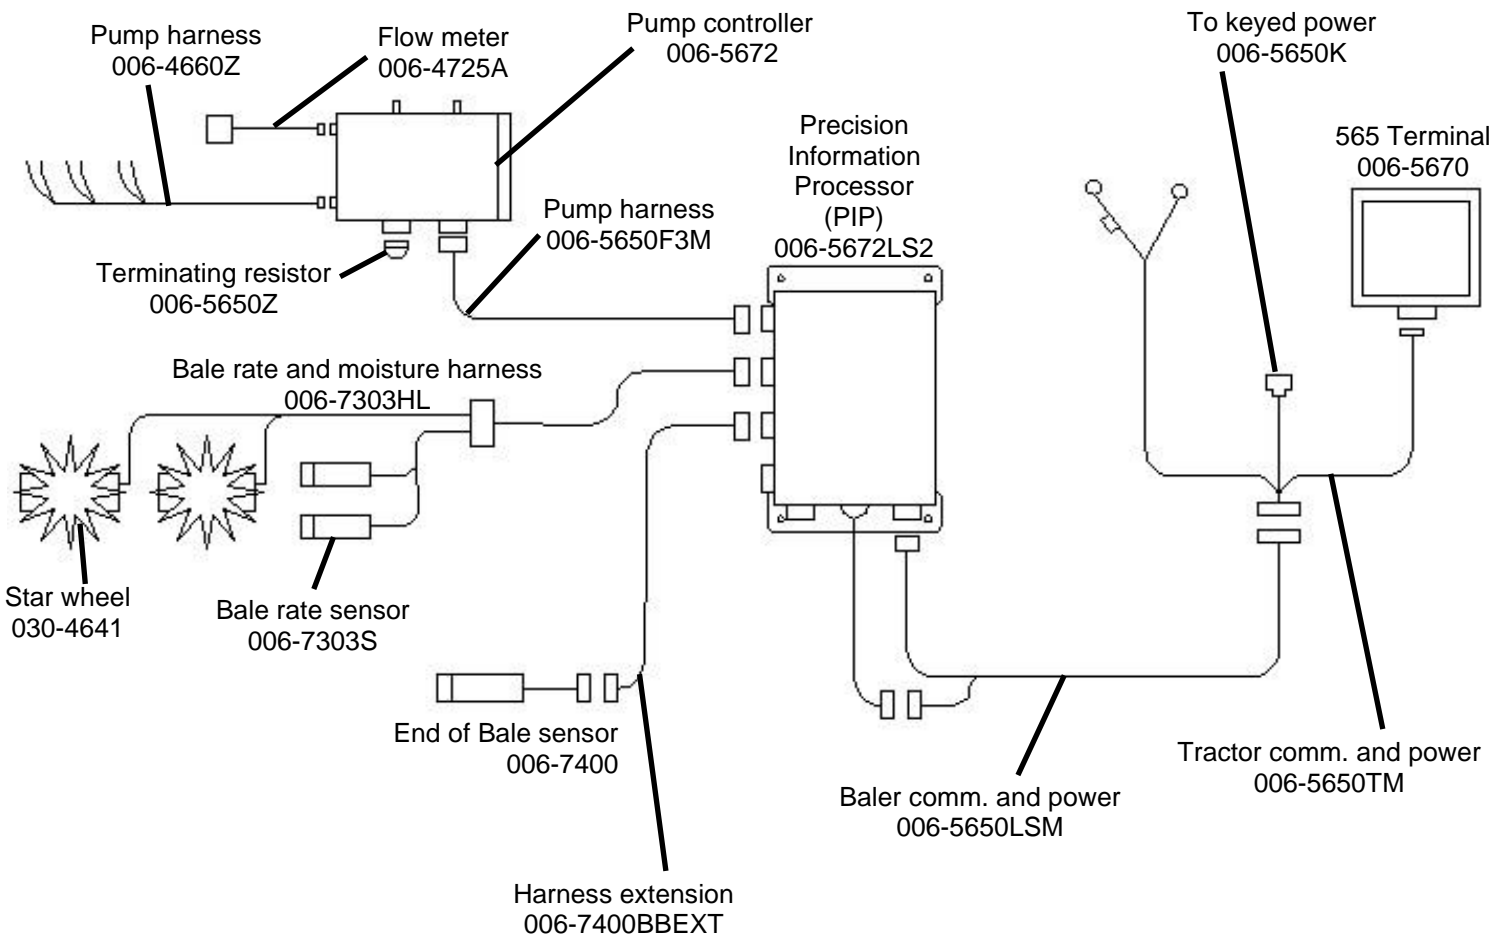 Pump harness
006-4660Z
Flow meter
006-4725A
Pump controller
006-5672
To keyed power
006-5650K
Precision
Information
Processor
(PIP)
006-5672LS2
565 Terminal
006-5670
Pump harness
006-5650F3M
Terminating resistor
006-5650Z
Bale rate and moisture harness
006-7303HL
Star wheel
030-4641
Bale rate sensor
006-7303S
End of Bale sensor
006-7400
Baler comm. and power
006-5650LSM
Tractor comm. and power
006-5650TM
Harness extension
006-7400BBEXT